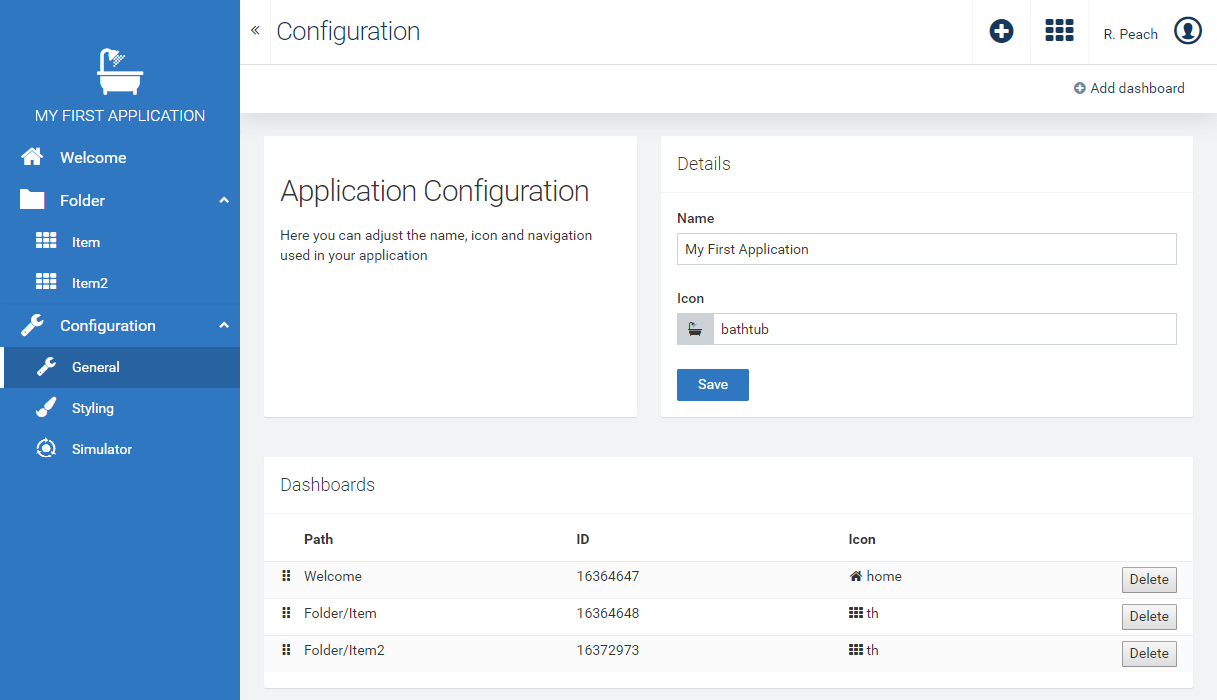 MY FIRST APPLICATION
Welcome
Folder
Item
Item2
Configuration
General
Styling
Simulator
« Configuration
R. Peach
Add dashboard
Application Configuration
Here you can adjust the name, icon and navigation
used in your application
Details
Name
My First Application
Icon
bathtub
Save
Dashboards
Path ID Icon
Welcome 16364647 home Delete
Folder/Item 16364648 th Delete
Folder/Item2 16372973 th Delete